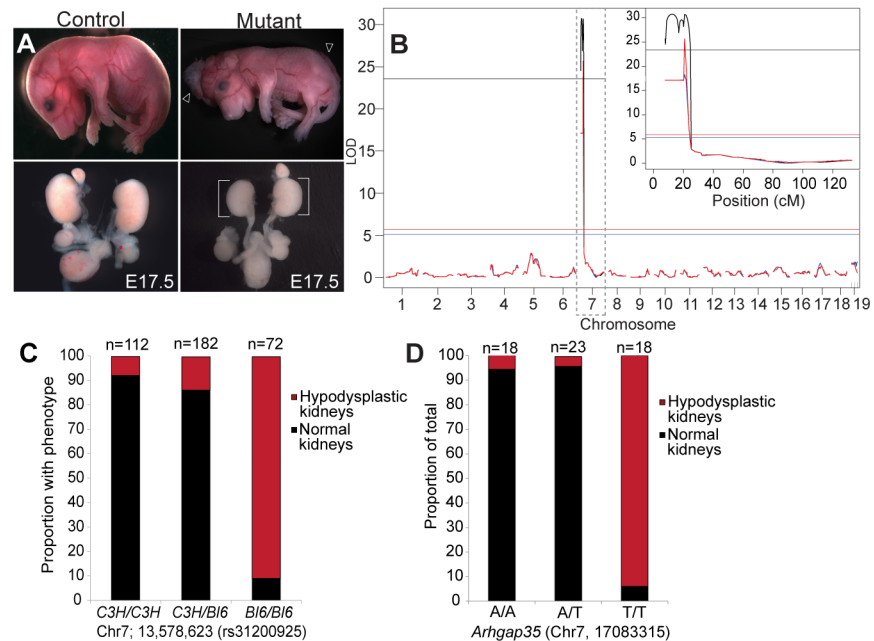 Control
Mutant
A
E17.5
E17.5
B
LOD
30
25
20
15
10
5
0
1 2 3 4 5 6 7 8 9 10 11 12 13 14 15 16 17 18 19
Chromosome
30
25
20
15
10
5
0
0 20 40 60 80 100 120
Position (cM)
C
n=112 n=182 n=72
Proportion with phenotype
100
90
80
70
60
50
40
30
20
10
0
Hypodysplastic
kidneys
Normal
kidneys
C3H/C3H C3H/Bl6 Bl6/Bl6
Chr7; 13,578,623 (rs31200925)
D
n=18 n=23 n=18
Proportion of total
100
90
80
70
60
50
40
30
20
10
0
Hypodysplastic
kidneys
Normal
kidneys
A/A A/T T/T
Arhgap35 (Chr7, 17083315)